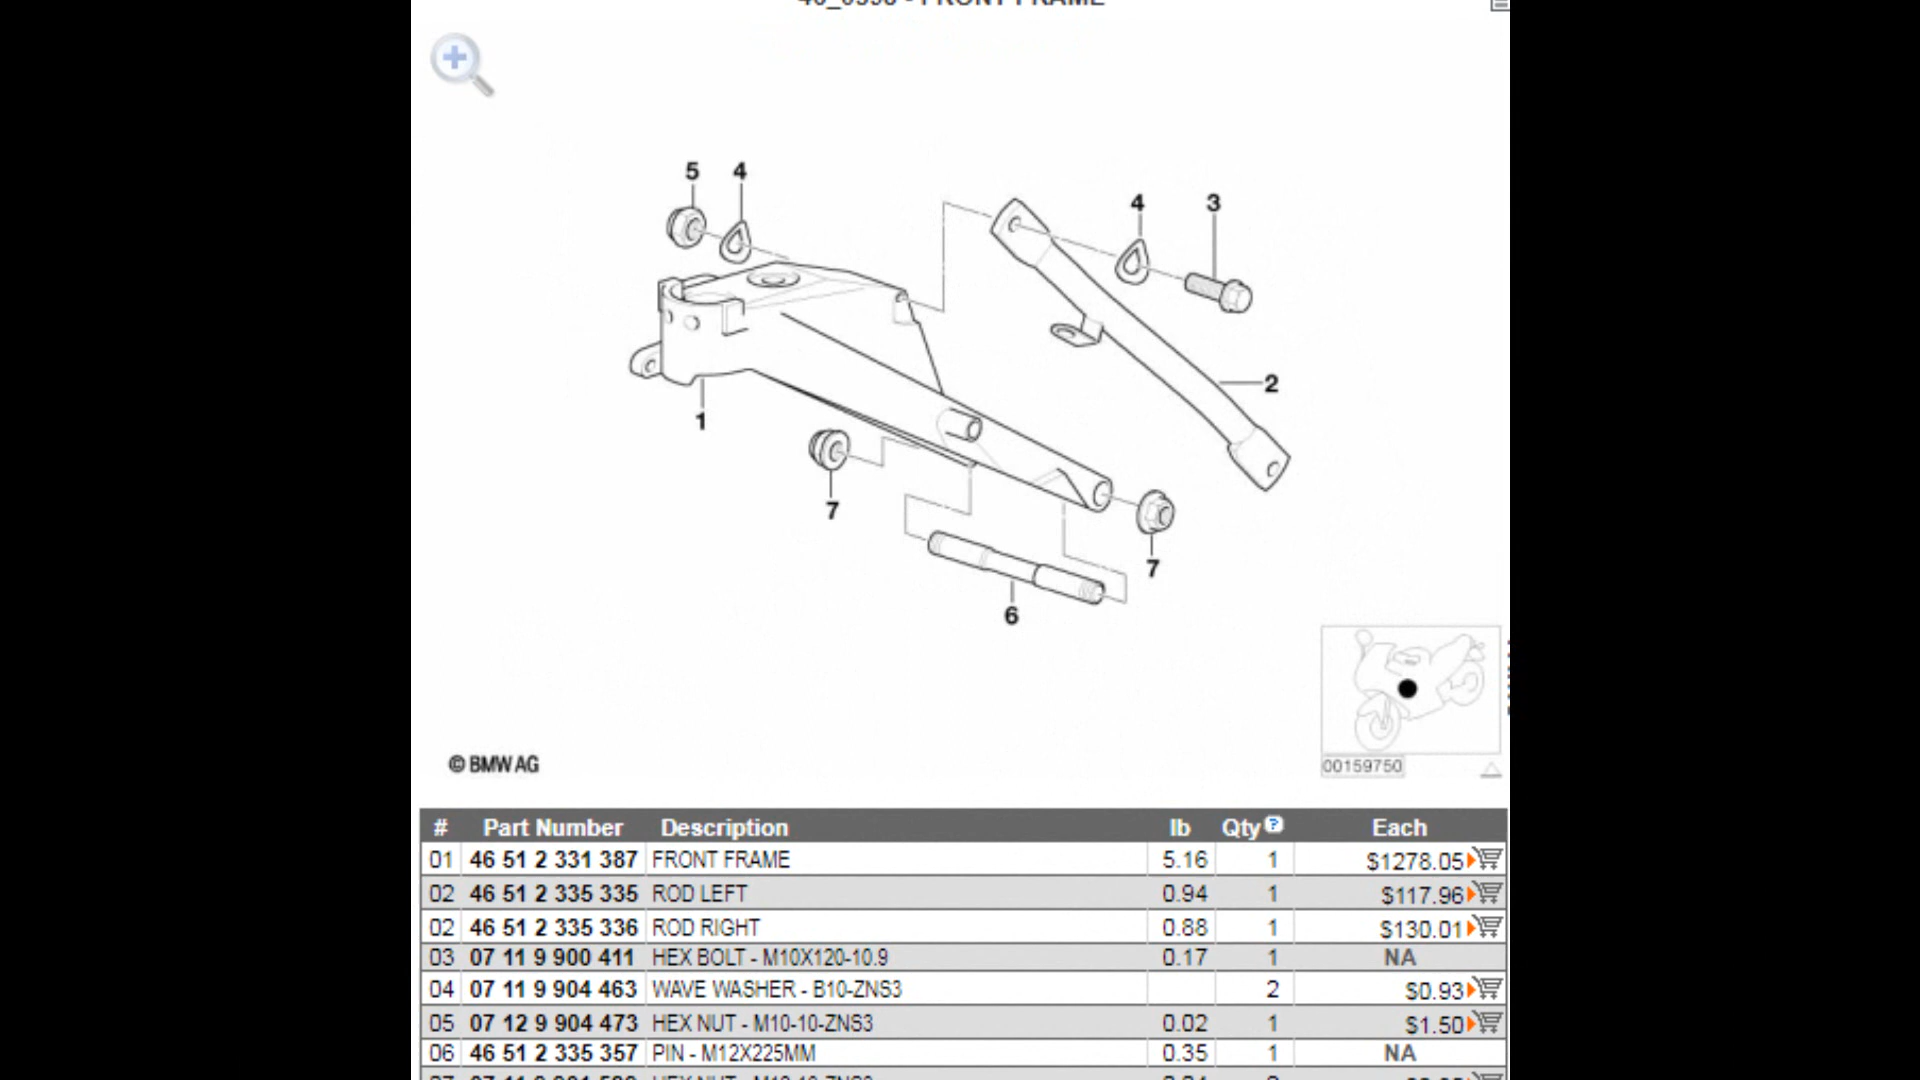 FRONT FRAME
5 4
4 3
2
1
7
7
6
© BMW AG
00159750
# Part Number Description lb Qty ? Each
01 46 51 2 331 387 FRONT FRAME 5.16 1 $1278.05
02 46 51 2 335 335 ROD LEFT 0.94 1 $117.96
02 46 51 2 335 336 ROD RIGHT 0.88 1 $130.01
03 07 11 9 900 411 HEX BOLT - M10X120-10.9 0.17 1 NA
04 07 11 9 904 463 WAVE WASHER - B10-ZNS3 2 $0.93
05 07 12 9 904 473 HEX NUT - M10-10-ZNS3 0.02 1 $1.50
06 46 51 2 335 357 PIN - M12X225MM 0.35 1 NA